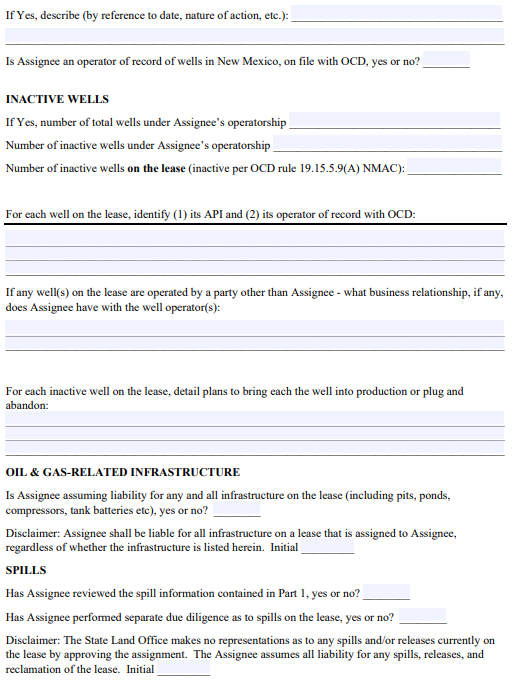 If Yes, describe (by reference to date, nature of action, etc.):
Is Assignee an operator of record of wells in New Mexico, on file with OCD, yes or no?
INACTIVE WELLS
If Yes, number of total wells under Assignee's operatorship
Number of inactive wells under Assignee's operatorship
Number of inactive wells on the lease (inactive per OCD rule 19.15.5.9(A) NMAC):
For each well on the lease, identify (1) its API and (2) its operator of record with OCD:
If any well(s) on the lease are operated by a party other than Assignee - what business relationship, if any,
does Assignee have with the well operator(s):
For each inactive well on the lease, detail plans to bring each the well into production or plug and
abandon:
OIL & GAS-RELATED INFRASTRUCTURE
Is Assignee assuming liability for any and all infrastructure on the lease (including pits, ponds,
compressors, tank batteries etc), yes or no?
Disclaimer: Assignee shall be liable for all infrastructure on a lease that is assigned to Assignee,
regardless of whether the infrastructure is listed herein. Initial
SPILLS
Has Assignee reviewed the spill information contained in Part 1, yes or no?
Has Assignee performed separate due diligence as to spills on the lease, yes or no?
Disclaimer: The State Land Office makes no representations as to any spills and/or releases currently on
the lease by approving the assignment. The Assignee assumes all liability for any spills, releases, and
reclamation of the lease. Initial